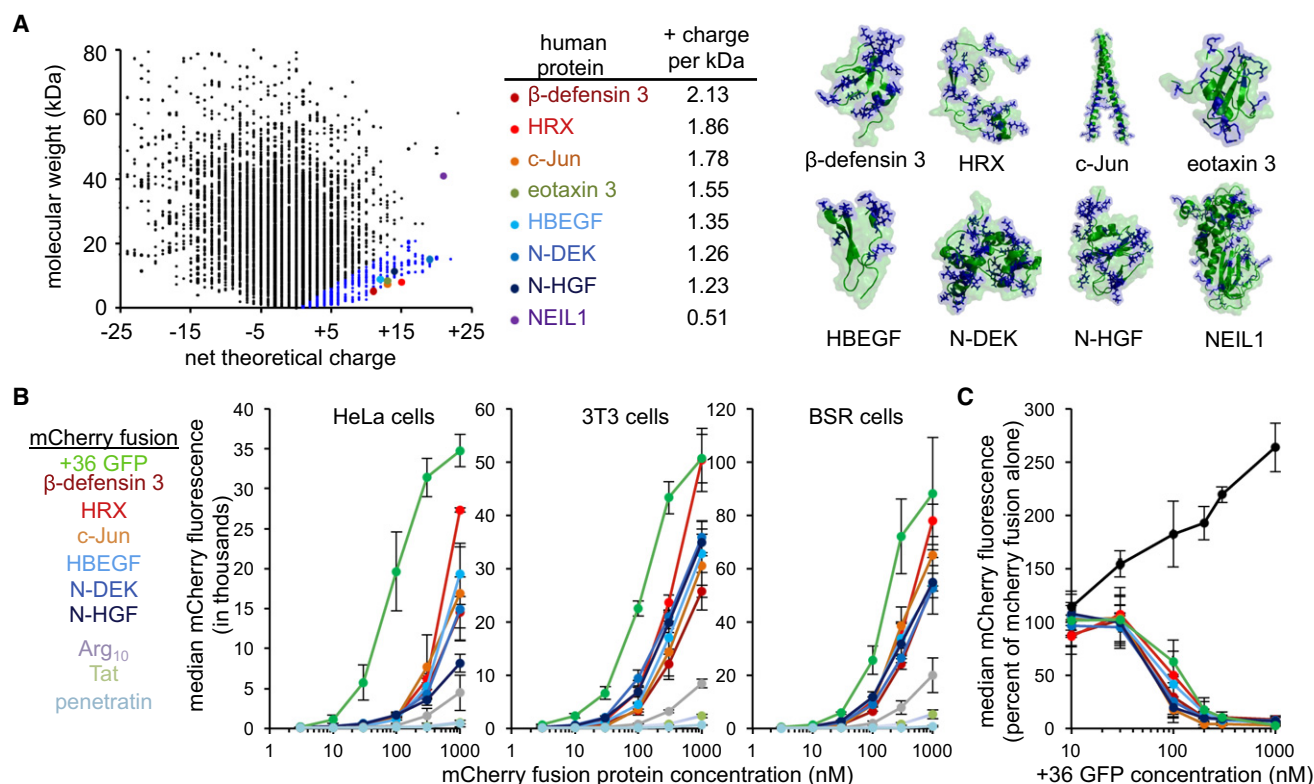 A
molecular weight (kDa)
80
60
40
20
0
-25
-15
-5
+5
+15
+25
net theoretical charge
human protein
+ charge per kDa
β-defensin 3 2.13
HRX 1.86
c-Jun 1.78
eotaxin 3 1.55
HBEGF 1.35
N-DEK 1.26
N-HGF 1.23
NEIL1 0.51
β-defensin 3
HRX
c-Jun
eotaxin 3
HBEGF
N-DEK
N-HGF
NEIL1
B
mCherry fusion
+36 GFP
β-defensin 3
HRX
c-Jun
HBEGF
N-DEK
N-HGF
Arg10
Tat
penetratin
median mCherry fluorescence
(in thousands)
HeLa cells
40
35
30
25
20
15
10
5
0
1
10
100
1000
3T3 cells
60
50
40
30
20
10
0
1
10
100
1000
BSR cells
120
100
80
60
40
20
0
1
10
100
1000
mCherry fusion protein concentration (nM)
C
median mCherry fluorescence
(percent of mcherry fusion alone)
300
250
200
150
100
50
0
10
100
1000
+36 GFP concentration (nM)